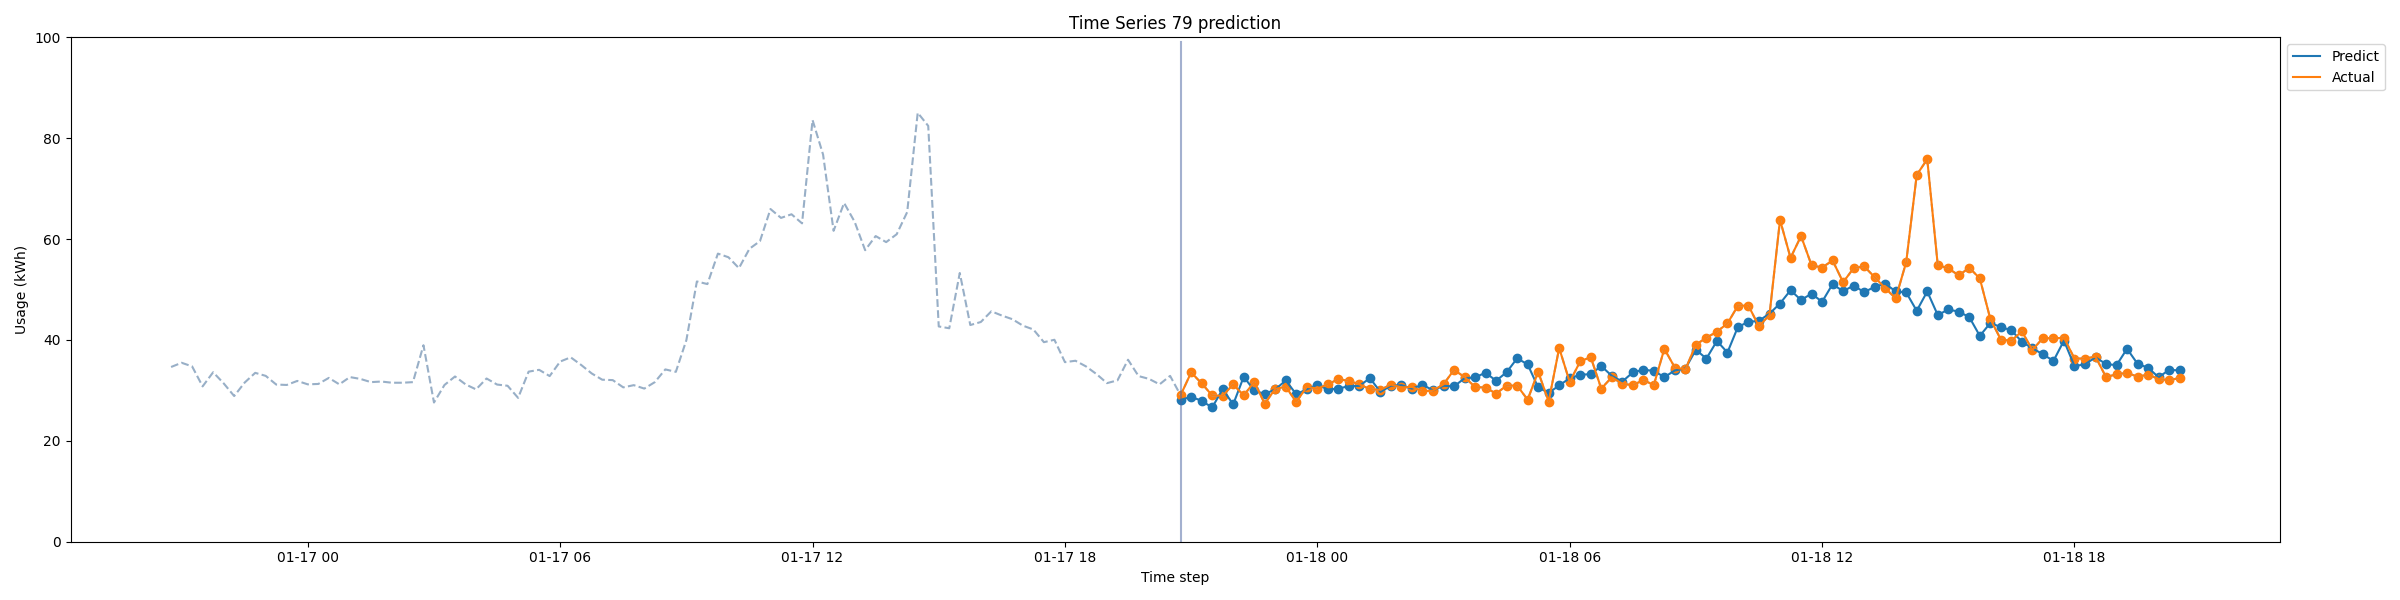 Time Series 79 prediction
Predict
Actual
100
80
60
40
20
0
Usage (kWh)
01-17 00
01-17 06
01-17 12
01-17 18
01-18 00
01-18 06
01-18 12
01-18 18
Time step